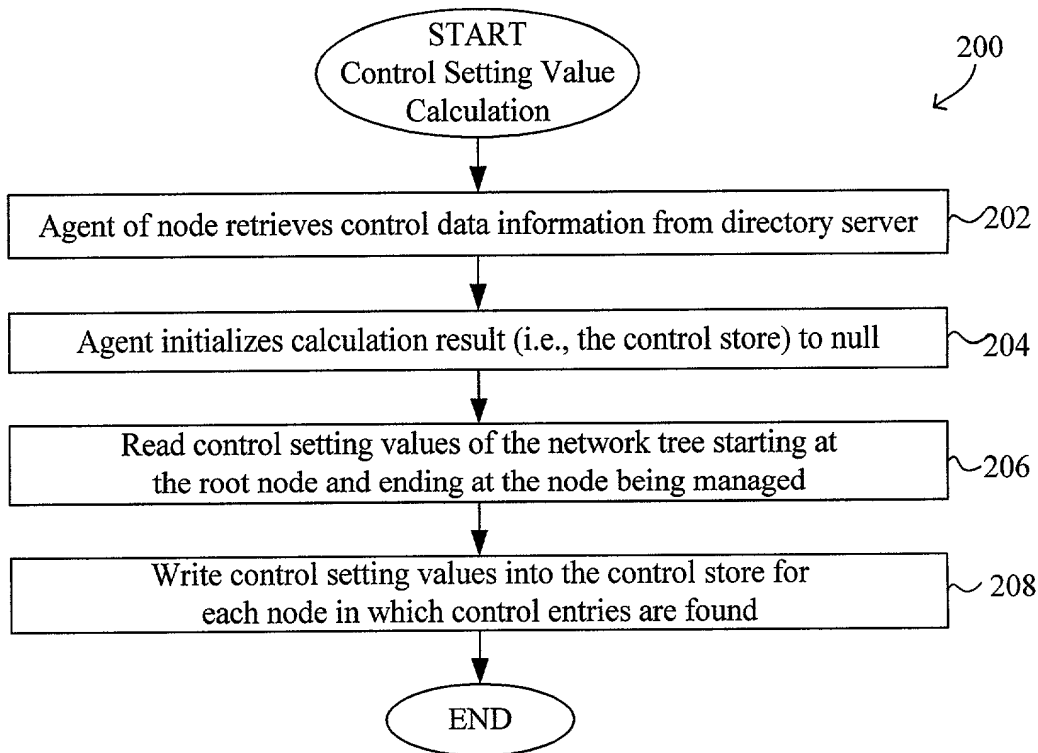 START
Control Setting Value
Calculation
200
Agent of node retrieves control data information from directory server
202
Agent initializes calculation result (i.e., the control store) to null
204
Read control setting values of the network tree starting at
the root node and ending at the node being managed
206
Write control setting values into the control store for
each node in which control entries are found
208
END